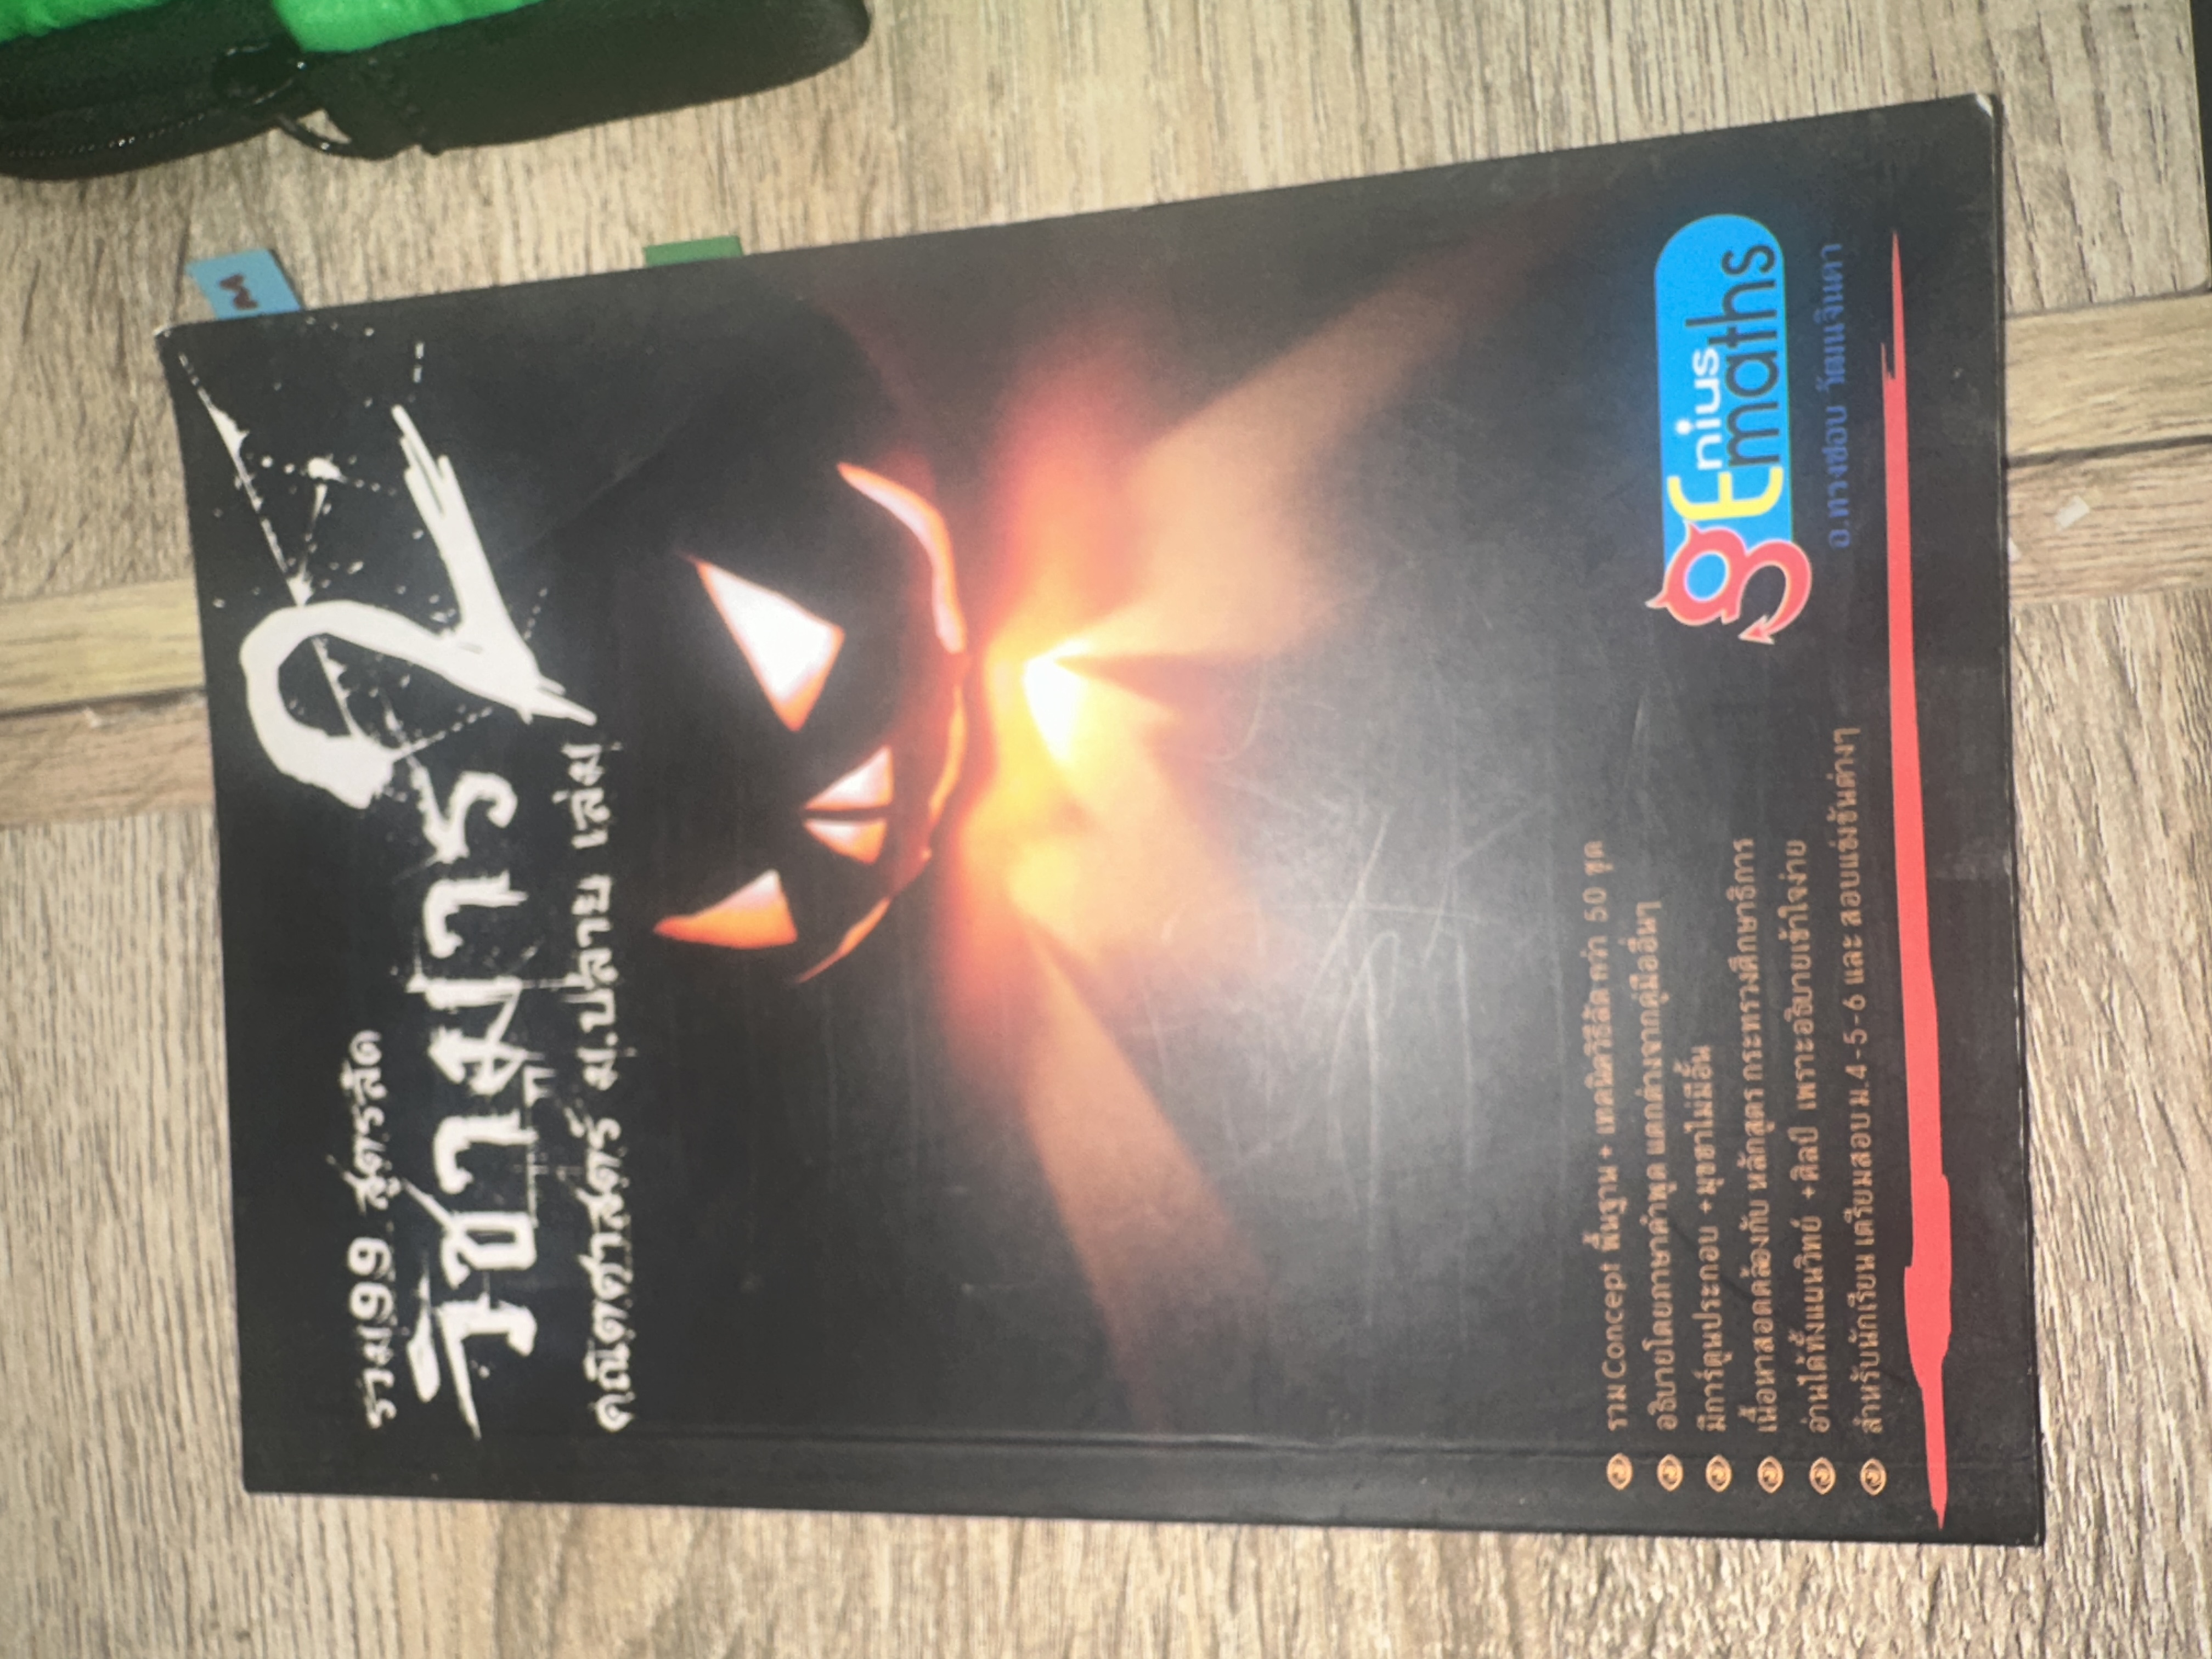 M
รวม99 สูตรลัด
วิชามาร 2
คณิตศาสตร์ ม.ปลาย เล่ม
รวม Concept พื้นฐาน + เทคนิควิธีลัด กว่า 50 ชุด
อธิบายโดยภาษาคำพูด แตกต่างจากคู่มืออื่นๆ
มีการ์ตูนประกอบ +มุขฮาไม่มีอั้น
เนื้อหาสอดคล้องกับ หลักสูตร กระทรวงศึกษาธิการ
อ่านได้ทั้งแผนวิทย์ +ศิลป์ เพราะอธิบายเข้าใจง่าย
สำหรับนักเรียน เตรียมสอบ ม.4-5-6 และ สอบแข่งขันต่างๆ
gEnius
maths
อ.ทรงชอบ วัฒนจินดา